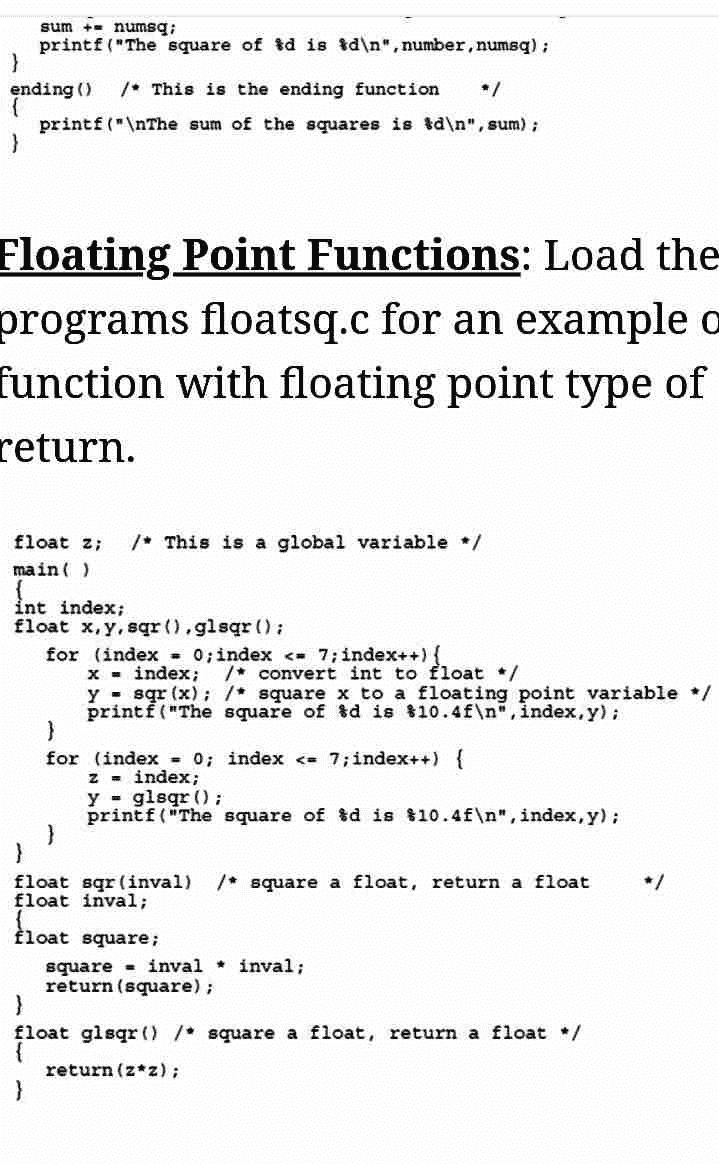 sum += numsq;
printf("The square of %d is %d\n",number,numsq);
}
ending() /* This is the ending function */
{
printf("\nThe sum of the squares is %d\n",sum);
}
Floating Point Functions: Load the
programs floatsq.c for an example o
function with floating point type of
return.
float z; /* This is a global variable */
main( )
{
int index;
float x,y,sqr(),glsqr();
for (index = 0;index <= 7;index++){
x = index; /* convert int to float */
y = sqr(x); /* square x to a floating point variable */
printf("The square of %d is %10.4f\n",index,y);
}
for (index = 0; index <= 7;index++) {
z = index;
y = glsqr();
printf("The square of %d is %10.4f\n",index,y);
}
}
float sqr(inval) /* square a float, return a float */
float inval;
{
float square;
square = inval * inval;
return(square);
}
float glsqr() /* square a float, return a float */
{
return(z*z);
}